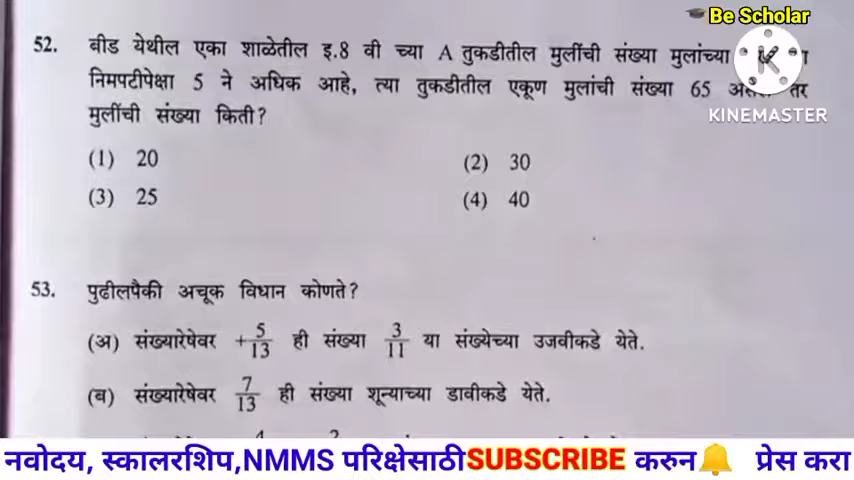 Be Scholar
52. बीड येथील एका शाळेतील इ.8 वी च्या A तुकडीतील मुलींची संख्या मुलांच्या
निमपटीपेक्षा 5 ने अधिक आहे, त्या तुकडीतील एकूण मुलांची संख्या 65 तर
मुलींची संख्या किती?
KINEMASTER
(1) 20 (2) 30
(3) 25 (4) 40
53. पुढीलपैकी अचूक विधान कोणते?
(अ) संख्यारेषेवर +5/13 ही संख्या 3/11 या संख्येच्या उजवीकडे येते.
(ब) संख्यारेषेवर 7/13 ही संख्या शून्याच्या डावीकडे येते.
नवोदय, स्कालरशिप,NMMS परिक्षेसाठी SUBSCRIBE करुन प्रेस करा